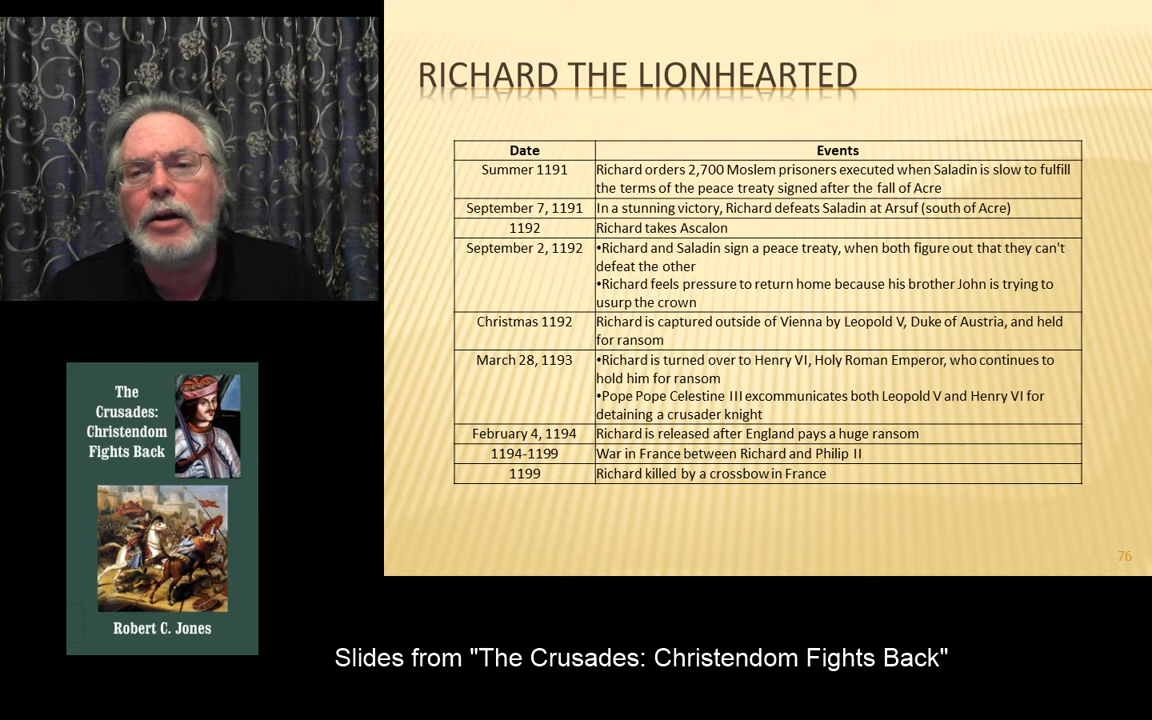 RICHARD THE LIONHEARTED
Date Events
Summer 1191 Richard orders 2,700 Moslem prisoners executed when Saladin is slow to fulfill
the terms of the peace treaty signed after the fall of Acre
September 7, 1191 In a stunning victory, Richard defeats Saladin at Arsuf (south of Acre)
1192 Richard takes Ascalon
September 2, 1192 •Richard and Saladin sign a peace treaty, when both figure out that they can't
defeat the other
•Richard feels pressure to return home because his brother John is trying to
usurp the crown
Christmas 1192 Richard is captured outside of Vienna by Leopold V, Duke of Austria, and held
for ransom
March 28, 1193 •Richard is turned over to Henry VI, Holy Roman Emperor, who continues to
hold him for ransom
•Pope Pope Celestine III excommunicates both Leopold V and Henry VI for
detaining a crusader knight
February 4, 1194 Richard is released after England pays a huge ransom
1194-1199 War in France between Richard and Philip II
1199 Richard killed by a crossbow in France
76
The
Crusades:
Christendom
Fights Back
Robert C. Jones
Slides from "The Crusades: Christendom Fights Back"